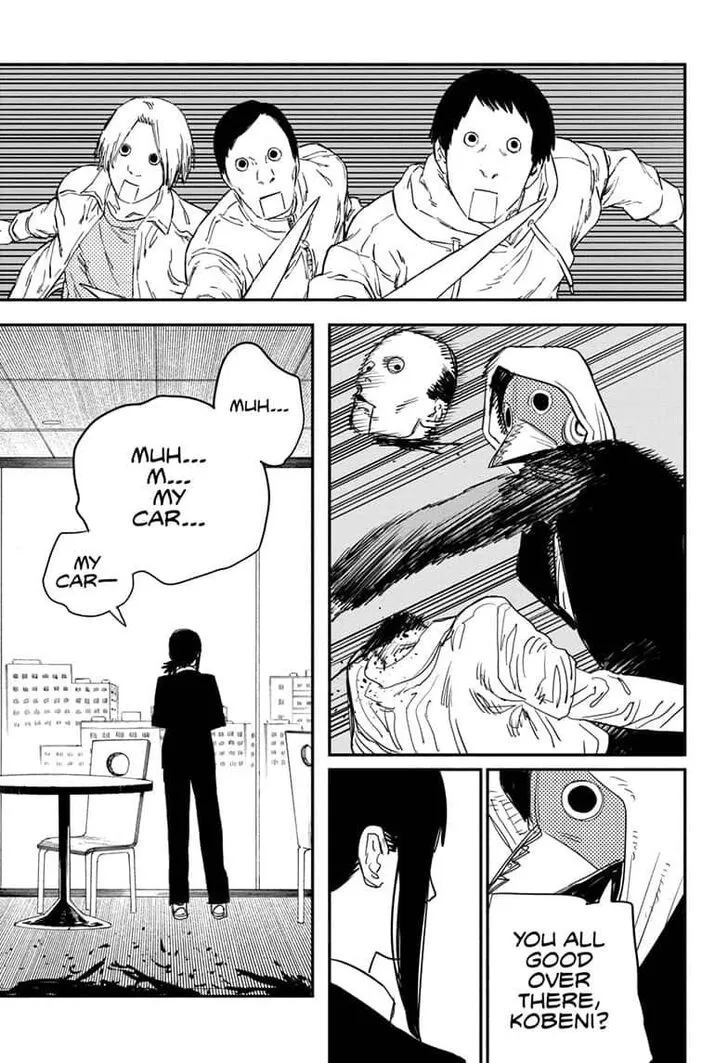 YOU ALL
GOOD
OVER
THERE,
KOBENI?
MUH...
MUH...
M...
MY
CAR...
MY
CAR—